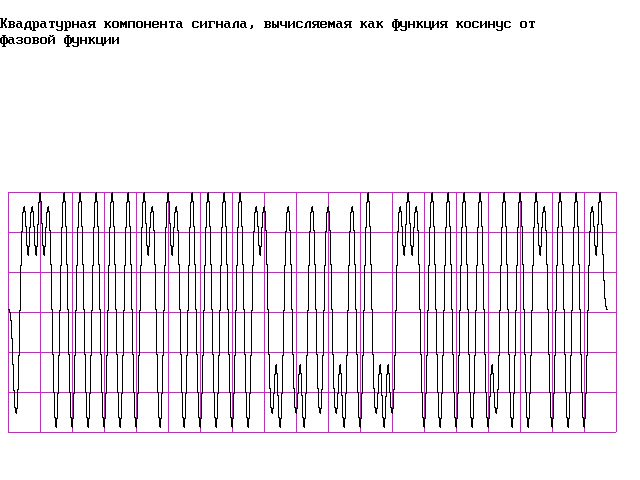 Квадратурная компонента сигнала, вычисляемая как функция косинус от
фазовой функции